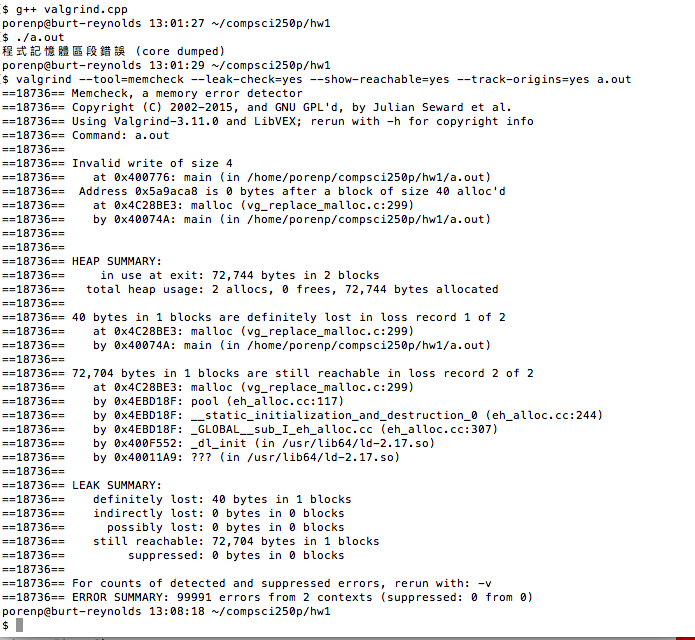 $ g++ valgrind.cpp
porenp@burt-reynolds 13:01:27 ~/compsci250p/hw1
$ ./a.out
程式記憶體區段錯誤 (core dumped)
porenp@burt-reynolds 13:01:29 ~/compsci250p/hw1
$ valgrind --tool=memcheck --leak-check=yes --show-reachable=yes --track-origins=yes a.out
==18736== Memcheck, a memory error detector
==18736== Copyright (C) 2002-2015, and GNU GPL'd, by Julian Seward et al.
==18736== Using Valgrind-3.11.0 and LibVEX; rerun with -h for copyright info
==18736== Command: a.out
==18736==
==18736== Invalid write of size 4
==18736==    at 0x400776: main (in /home/porenp/compsci250p/hw1/a.out)
==18736==  Address 0x5a9aca8 is 0 bytes after a block of size 40 alloc'd
==18736==    at 0x4C28BE3: malloc (vg_replace_malloc.c:299)
==18736==    by 0x40074A: main (in /home/porenp/compsci250p/hw1/a.out)
==18736==
==18736==
==18736== HEAP SUMMARY:
==18736==     in use at exit: 72,744 bytes in 2 blocks
==18736==   total heap usage: 2 allocs, 0 frees, 72,744 bytes allocated
==18736==
==18736== 40 bytes in 1 blocks are definitely lost in loss record 1 of 2
==18736==    at 0x4C28BE3: malloc (vg_replace_malloc.c:299)
==18736==    by 0x40074A: main (in /home/porenp/compsci250p/hw1/a.out)
==18736==
==18736== 72,704 bytes in 1 blocks are still reachable in loss record 2 of 2
==18736==    at 0x4C28BE3: malloc (vg_replace_malloc.c:299)
==18736==    by 0x4EBD18F: pool (eh_alloc.cc:117)
==18736==    by 0x4EBD18F: __static_initialization_and_destruction_0 (eh_alloc.cc:244)
==18736==    by 0x4EBD18F: _GLOBAL__sub_I_eh_alloc.cc (eh_alloc.cc:307)
==18736==    by 0x400F552: _dl_init (in /usr/lib64/ld-2.17.so)
==18736==    by 0x40011A9: ??? (in /usr/lib64/ld-2.17.so)
==18736==
==18736== LEAK SUMMARY:
==18736==    definitely lost: 40 bytes in 1 blocks
==18736==    indirectly lost: 0 bytes in 0 blocks
==18736==      possibly lost: 0 bytes in 0 blocks
==18736==    still reachable: 72,704 bytes in 1 blocks
==18736==         suppressed: 0 bytes in 0 blocks
==18736==
==18736== For counts of detected and suppressed errors, rerun with: -v
==18736== ERROR SUMMARY: 99991 errors from 2 contexts (suppressed: 0 from 0)
porenp@burt-reynolds 13:08:18 ~/compsci250p/hw1
$